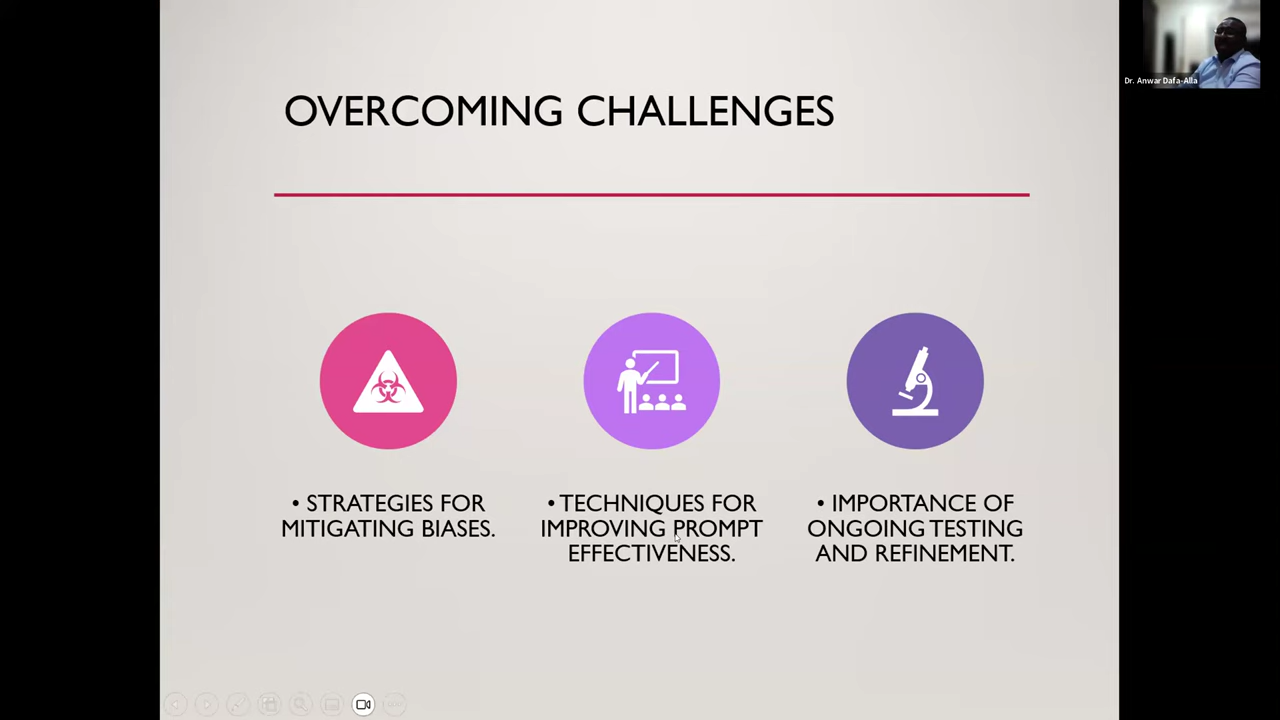 OVERCOMING CHALLENGES
Dr. Anwar Dafa-Alla
• STRATEGIES FOR
MITIGATING BIASES.
• TECHNIQUES FOR
IMPROVING PROMPT
EFFECTIVENESS.
• IMPORTANCE OF
ONGOING TESTING
AND REFINEMENT.